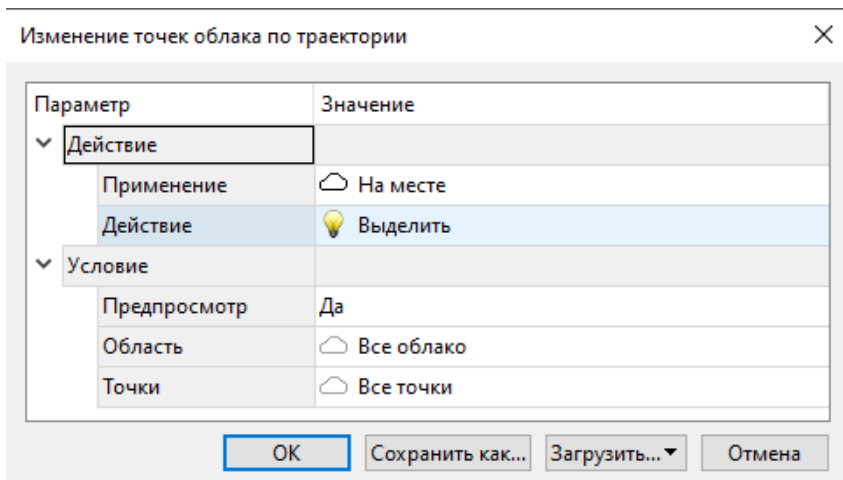 Изменение точек облака по траектории
Параметр Значение
Действие
Применение На месте
Действие Выделить
Условие
Предпросмотр Да
Область Все облако
Точки Все точки
OK Сохранить как... Загрузить... Отмена